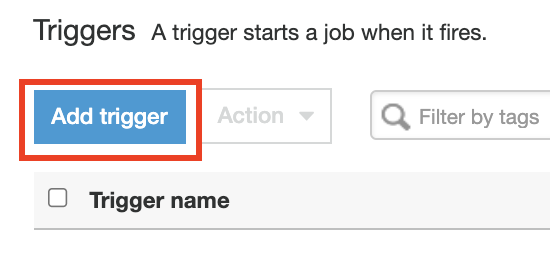 Triggers A trigger starts a job when it fires.
Add trigger Action Filter by tags
Trigger name